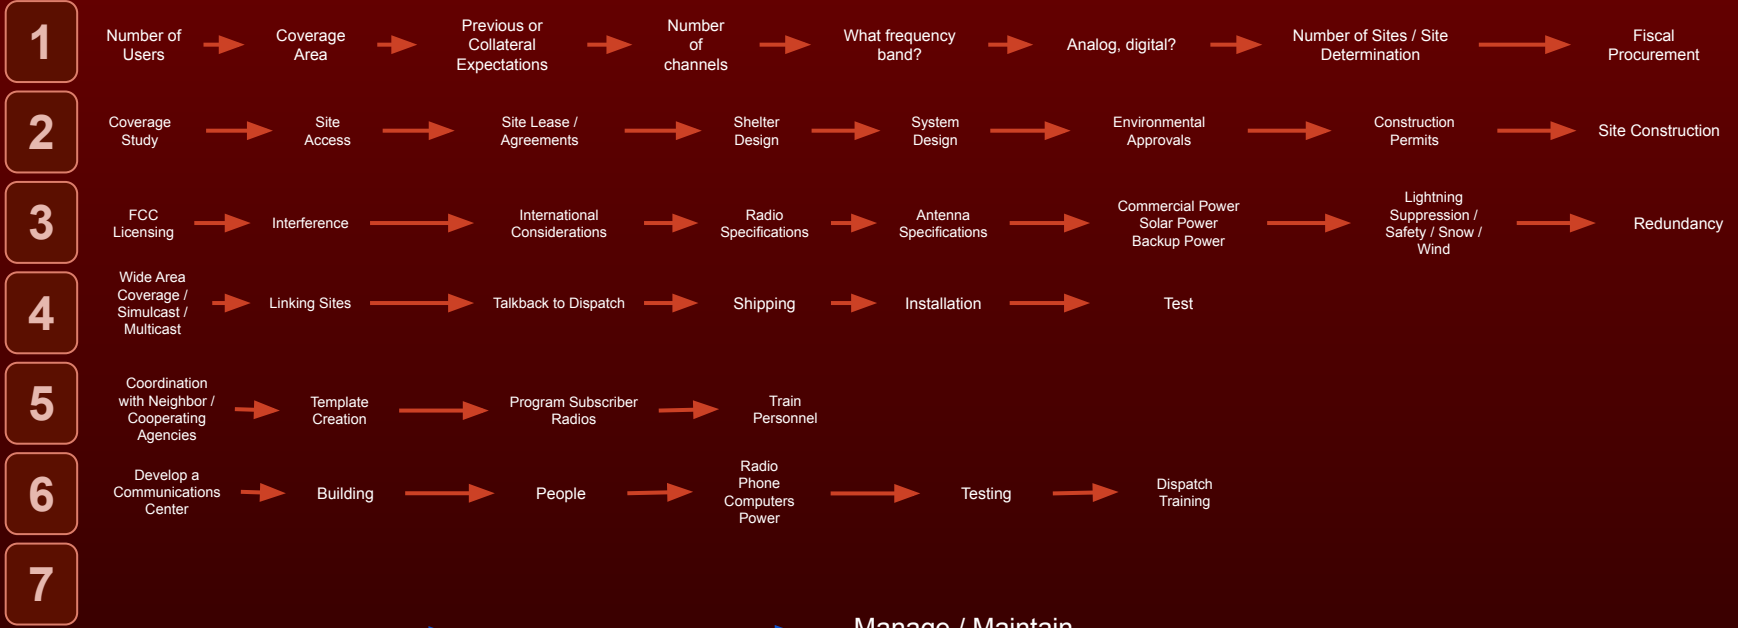 1
Number of
Users
Coverage
Area
Previous or
Collateral
Expectations
Number
of
channels
What frequency
band?
Analog, digital?
Number of Sites / Site
Determination
Fiscal
Procurement
2
Coverage
Study
Site
Access
Site Lease /
Agreements
Shelter
Design
System
Design
Environmental
Approvals
Construction
Permits
Site Construction
3
FCC
Licensing
Interference
International
Considerations
Radio
Specifications
Antenna
Specifications
Commercial Power
Solar Power
Backup Power
Lightning
Suppression /
Safety / Snow /
Wind
Redundancy
4
Wide Area
Coverage /
Simulcast /
Multicast
Linking Sites
Talkback to Dispatch
Shipping
Installation
Test
5
Coordination
with Neighbor /
Cooperating
Agencies
Template
Creation
Program Subscriber
Radios
Train
Personnel
6
Develop a
Communications
Center
Building
People
Radio
Phone
Computers
Power
Testing
Dispatch
Training
7
Manage / Maintain